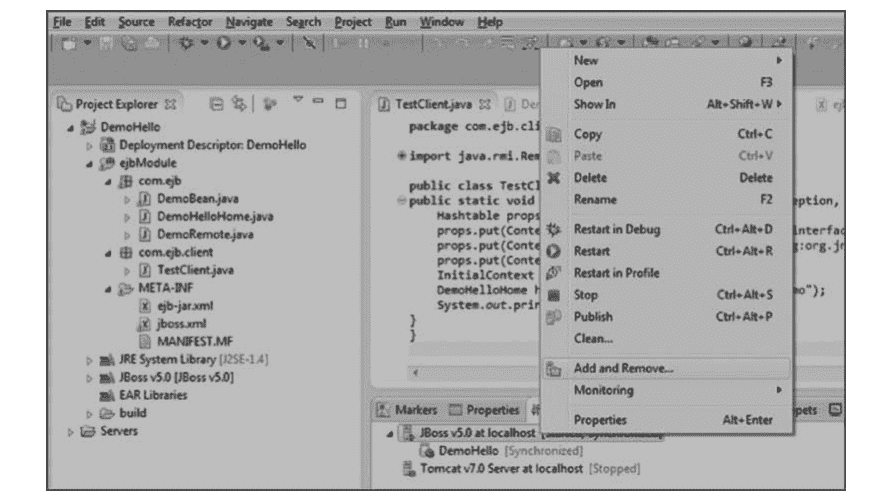 File Edit Source Refactor Navigate Search Project Run Window Help
Project Explorer
DemoHello
Deployment Descriptor: DemoHello
ejbModule
com.ejb
DemoBean.java
DemoHelloHome.java
DemoRemote.java
com.ejb.client
TestClient.java
META-INF
ejb-jar.xml
jboss.xml
MANIFEST.MF
JRE System Library [J2SE-1.4]
JBoss v5.0 [JBoss v5.0]
EAR Libraries
build
Servers
TestClient.java
package com.ejb.cli
import java.rmi.Rem
public class TestCl
public static void
Hashtable props
props.put(Conte
props.put(Conte
props.put(Conte
InitialContext
DemoHelloHome h
System.out.prin
}
}
New
Open F3
Show In Alt+Shift+W
Copy Ctrl+C
Paste Ctrl+V
Delete Delete
Rename F2
Restart in Debug Ctrl+Alt+D
Restart Ctrl+Alt+R
Restart in Profile
Stop Ctrl+Alt+S
Publish Ctrl+Alt+P
Clean...
Add and Remove...
Monitoring
Properties Alt+Enter
Markers Properties
JBoss v5.0 at localhost
DemoHello [Synchronized]
Tomcat v7.0 Server at localhost [Stopped]